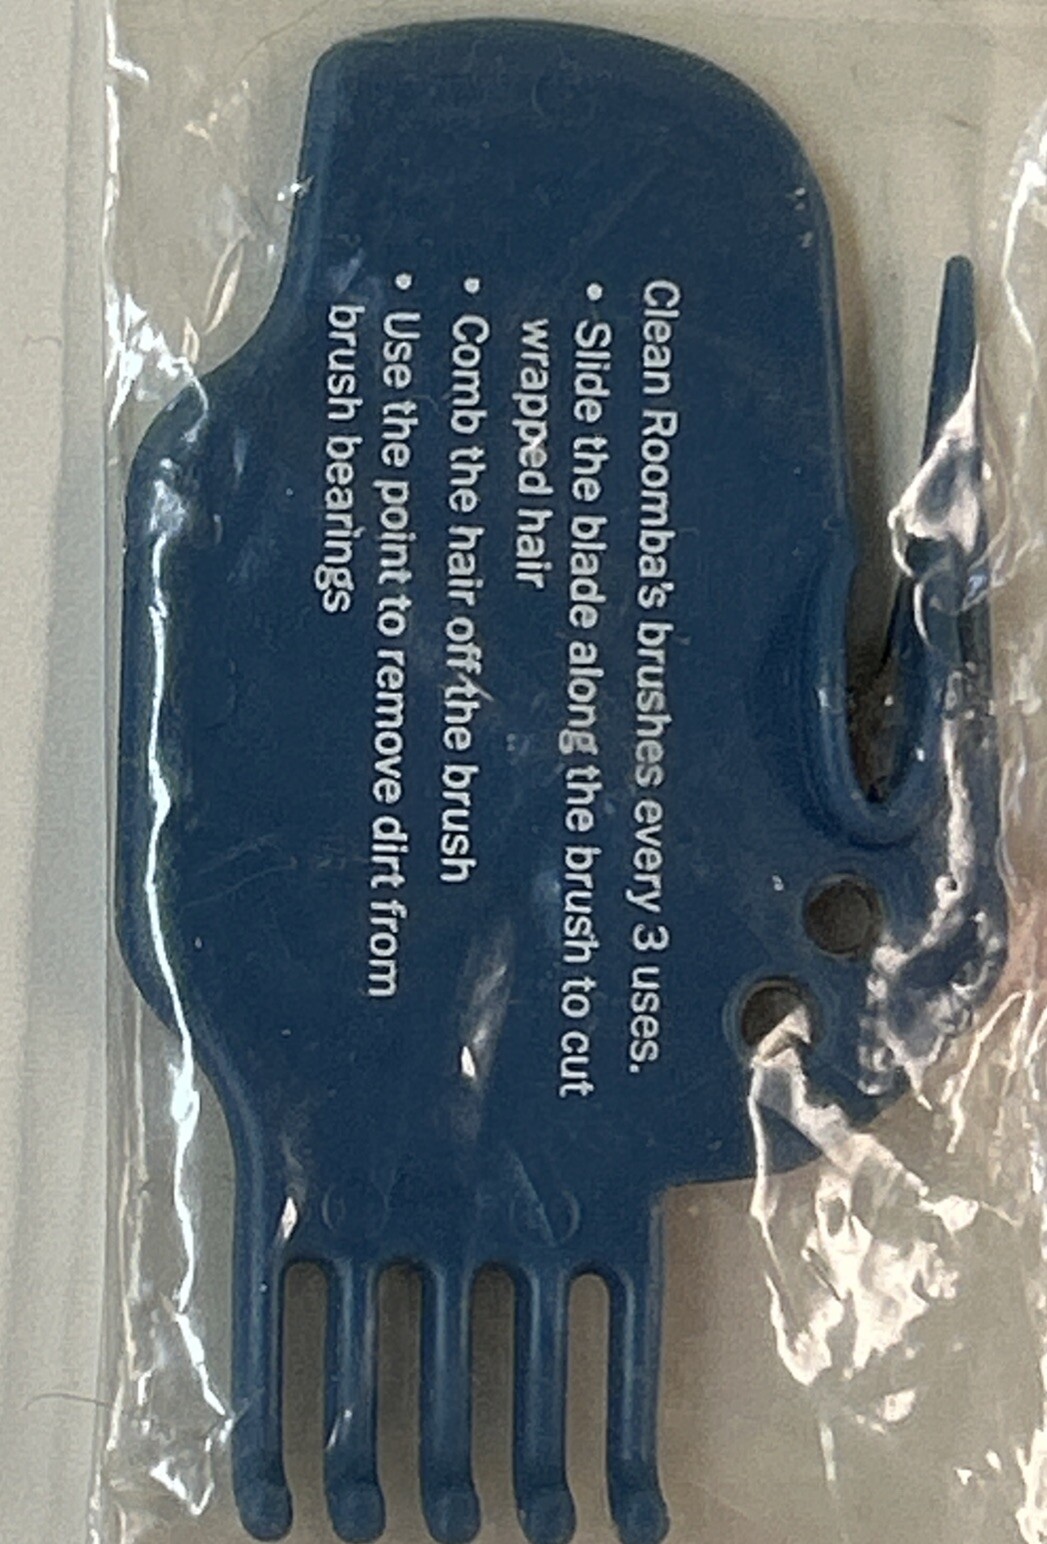 Clean Roomba's brushes every 3 uses.
• Slide the blade along the brush to cut
wrapped hair
• Comb the hair off the brush
• Use the point to remove dirt from
brush bearings